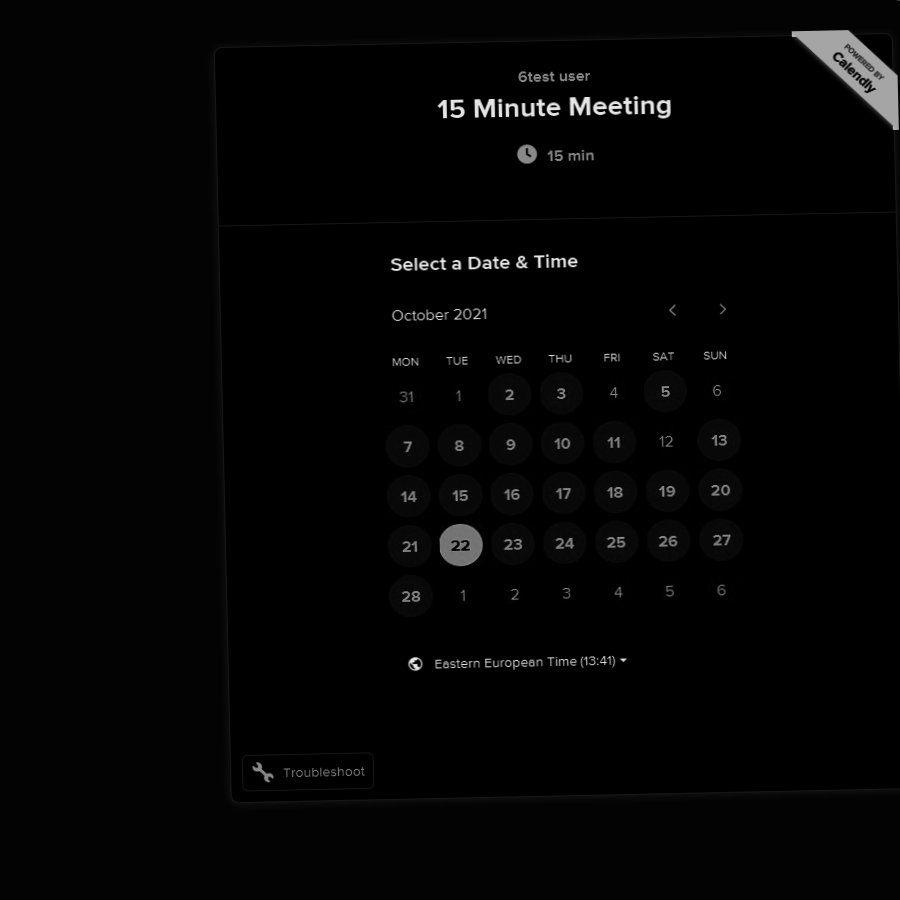 POWERED BY
Calendly
6test user
15 Minute Meeting
15 min
Select a Date & Time
October 2021
MON TUE WED THU FRI SAT SUN
31 1 2 3 4 5 6
7 8 9 10 11 12 13
14 15 16 17 18 19 20
21 22 23 24 25 26 27
28 1 2 3 4 5 6
Eastern European Time (13:41)
Troubleshoot